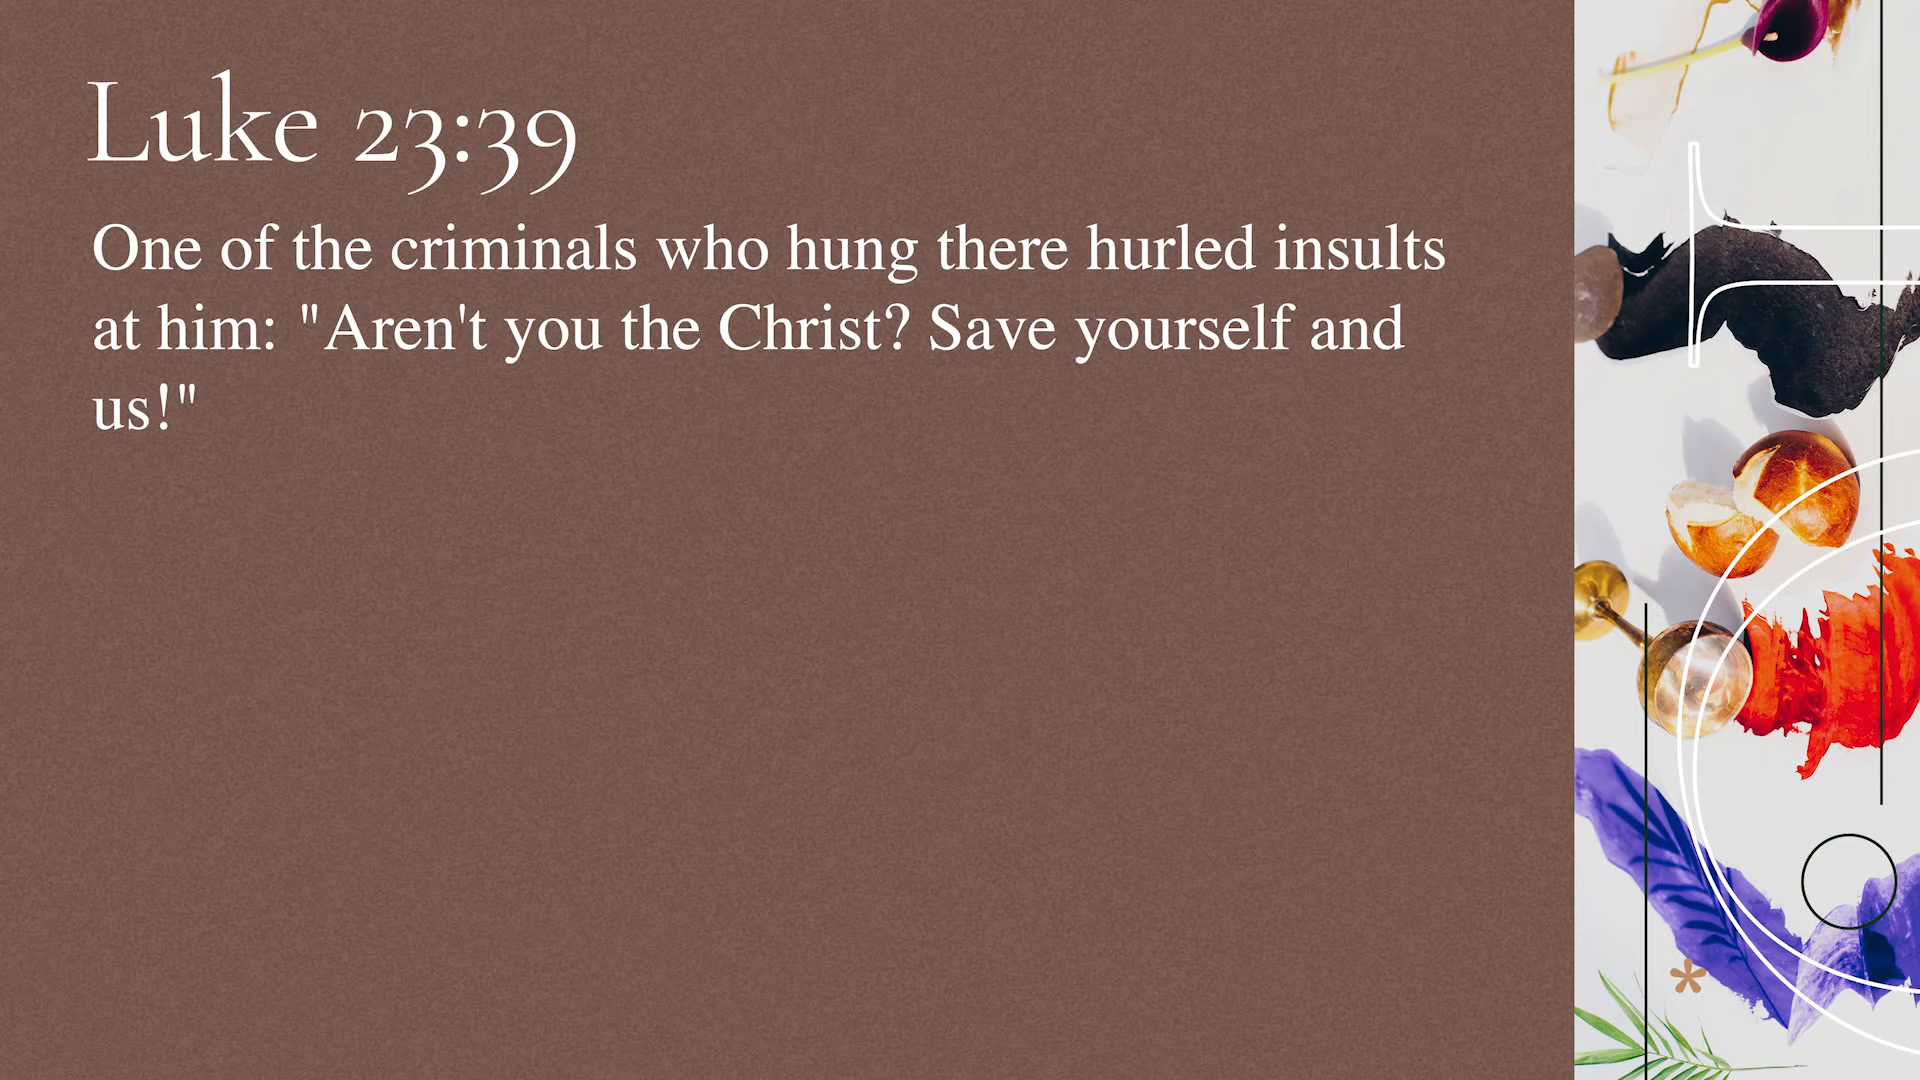 Luke 23:39
One of the criminals who hung there hurled insults
at him: "Aren't you the Christ? Save yourself and
us!"